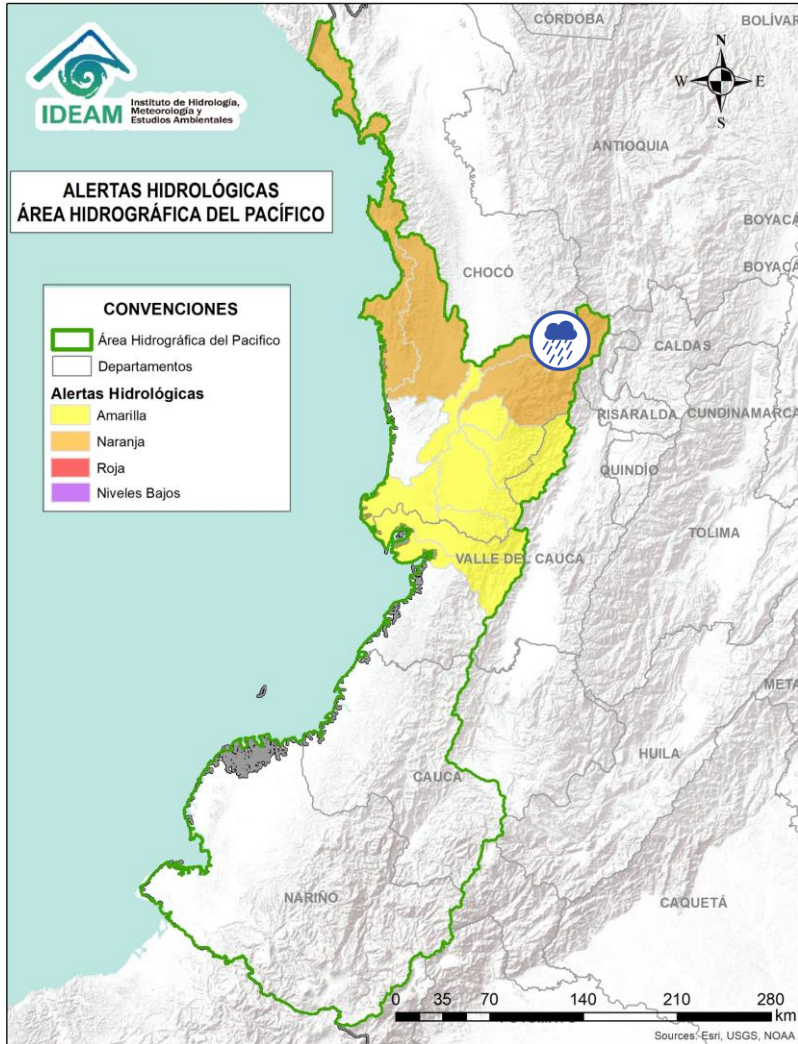 CÓRDOBA
BOLÍVAR
IDEAM
Instituto de Hidrología,
Meteorología y
Estudios Ambientales
N
W
E
S
ANTIOQUIA
ALERTAS HIDROLÓGICAS
ÁREA HIDROGRÁFICA DEL PACÍFICO
BOYACÁ
BOYACÁ
CHOCÓ
CONVENCIONES
Área Hidrográfica del Pacifico
Departamentos
Alertas Hidrológicas
Amarilla
Naranja
Roja
Niveles Bajos
CALDAS
RISARALDA
CUNDINAMARCA
QUINDÍO
TOLIMA
VALLE DEL CAUCA
META
HUILA
CAUCA
NARIÑO
CAQUETÁ
0 35 70 140 210 280
km
Sources: Esri, USGS, NOAA